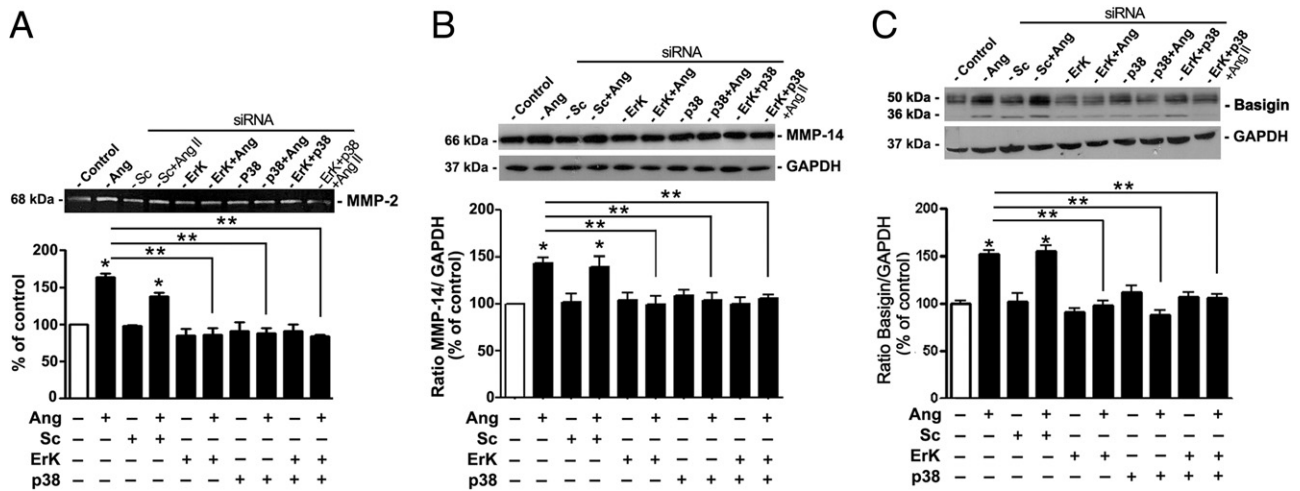 A
siRNA
- Control
- Ang
- Sc
- Sc+Ang II
- ErK
- ErK+Ang
- P38
- p38+Ang
- ErK+p38
- ErK+p38
+Ang II
68 kDa -
- MMP-2
**
**
**
*
*
% of control
200
150
100
50
0
Ang − + − + − + − + − +
Sc − − + + − − − − − −
ErK − − − − + + − − + +
p38 − − − − − − + + + +
B
siRNA
- Control
- Ang
- Sc
- Sc+Ang
- ErK
- ErK+Ang
- p38
- p38+Ang
- ErK+p38
- ErK+p38
+Ang II
66 kDa -
- MMP-14
37 kDa -
- GAPDH
**
**
**
*
*
Ratio MMP-14/ GAPDH
(% of control)
200
150
100
50
0
Ang − + − + − + − + − +
Sc − − + + − − − − − −
ErK − − − − + + − − + +
p38 − − − − − − + + + +
C
siRNA
- Control
- Ang
- Sc
- Sc+Ang
- ErK
- ErK+Ang
- p38
- p38+Ang
- ErK+p38
- ErK+p38
+Ang II
50 kDa -
- Basigin
36 kDa -
37 kDa -
GAPDH
**
**
**
*
*
Ratio Basigin/GAPDH
(% of control)
200
150
100
50
0
Ang − + − + − + − + − +
Sc − − + + − − − − − −
ErK − − − − + + − − + +
p38 − − − − − − + + + +